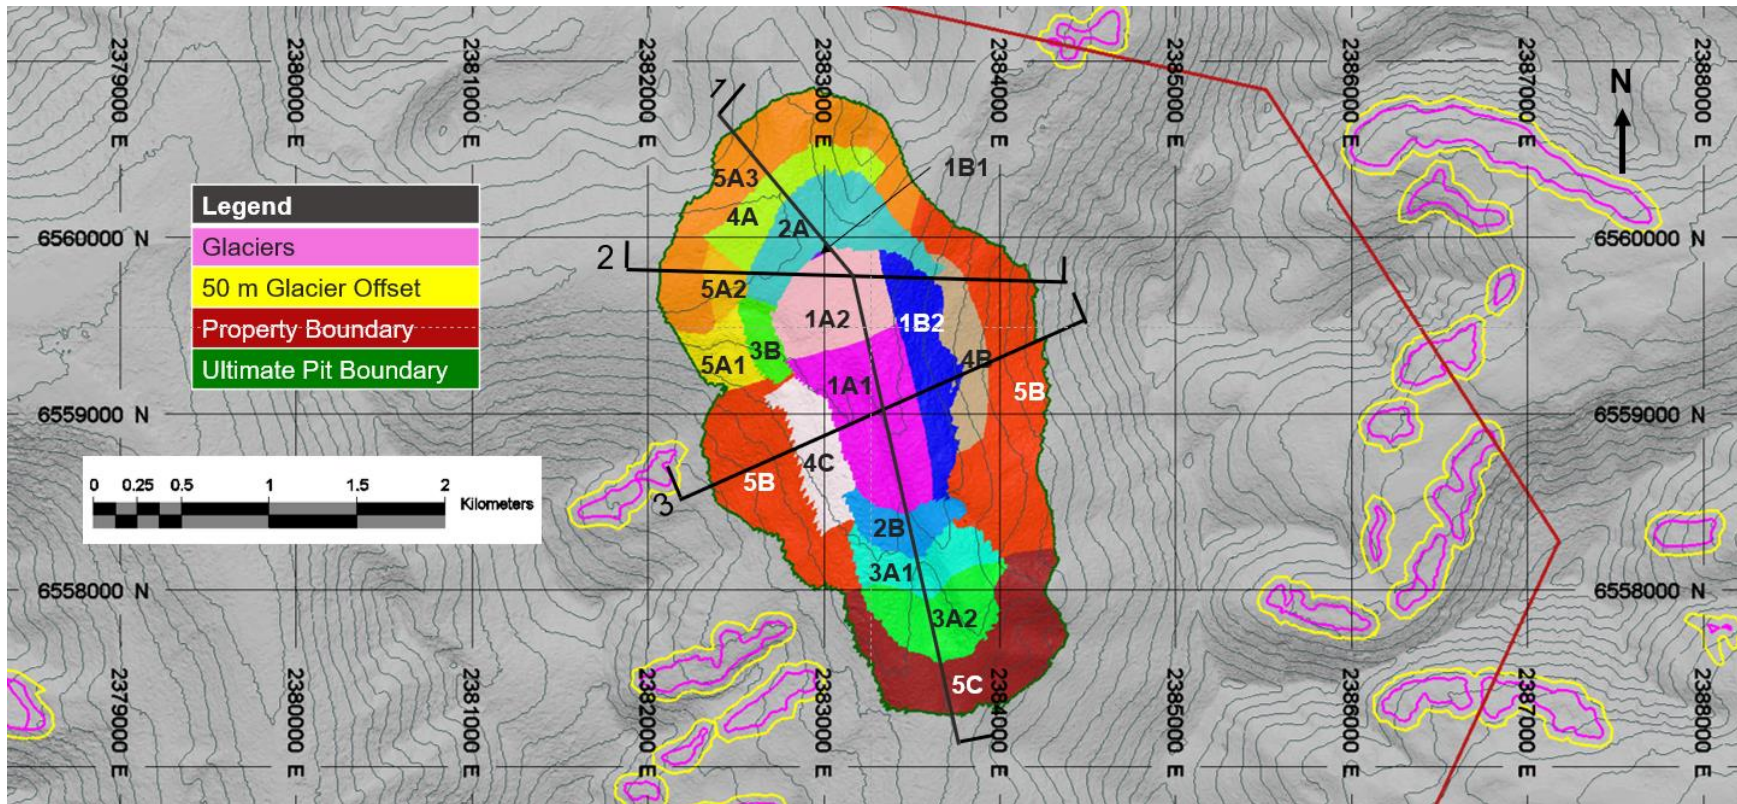 2379000 E
2380000 E
2381000 E
2382000 E
2383000 E
2384000 E
2385000 E
2386000 E
2387000 E
2388000 E
N
1
1B1
5A3
4A
2A
6560000 N
6560000 N
2
5A2
1A2
1B2
3B
5A1
4B
1A1
5B
6559000 N
6559000 N
4C
5B
3
2B
3A1
6558000 N
6558000 N
3A2
5C
Legend
Glaciers
50 m Glacier Offset
Property Boundary
Ultimate Pit Boundary
0 0.25 0.5 1 1.5 2
Kilometers
2379000 E
2380000 E
2381000 E
2382000 E
2383000 E
2384000 E
2385000 E
2386000 E
2387000 E
2388000 E